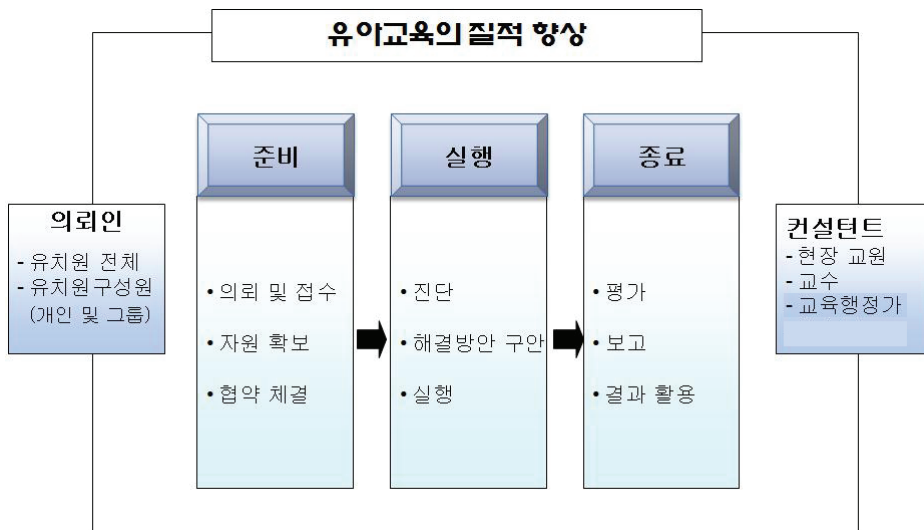 유아교육의 질적 향상
준비
실행
종료
의뢰인
- 유치원 전체
- 유치원구성원
(개인 및 그룹)
• 의뢰 및 접수
• 자원 확보
• 협약 체결
• 진단
• 해결방안 구안
• 실행
• 평가
• 보고
• 결과 활용
컨설턴트
- 현장 교원
- 교수
- 교육행정가